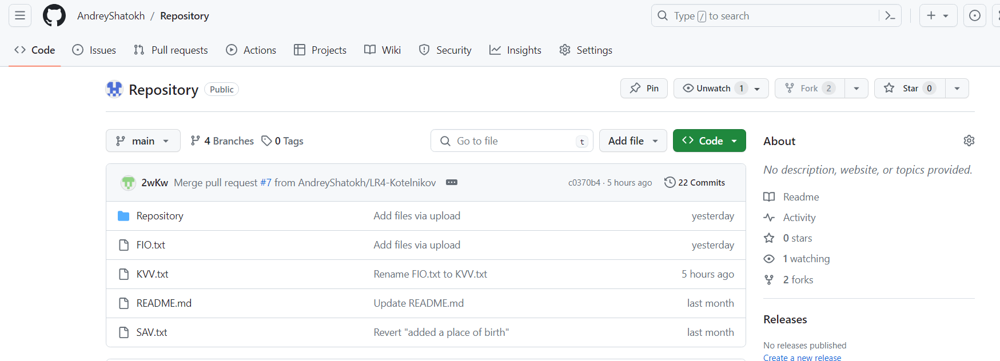 AndreyShatokh / Repository
Type / to search
Code Issues Pull requests Actions Projects Wiki Security Insights Settings
Repository Public
Pin Unwatch 1 Fork 2 Star 0
main 4 Branches 0 Tags
Go to file t Add file Code
2wKw Merge pull request #7 from AndreyShatokh/LR4-Kotelnikov c0370b4 · 5 hours ago 22 Commits
Repository Add files via upload yesterday
FIO.txt Add files via upload yesterday
KVV.txt Rename FIO.txt to KVV.txt 5 hours ago
README.md Update README.md last month
SAV.txt Revert "added a place of birth" last month
About
No description, website, or topics provided.
Readme
Activity
0 stars
1 watching
2 forks
Releases
No releases published
Create a new release